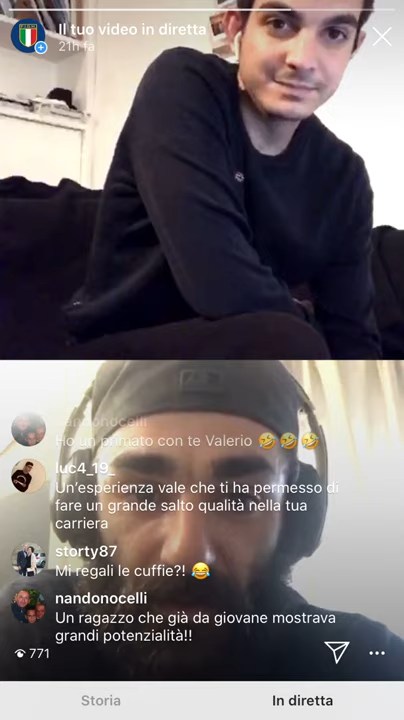 Il tuo video in diretta
21h fa
nandonocelli
Ho un primato con te Valerio 🤣🤣🤣
luc4_19_
Un'esperienza vale che ti ha permesso di
fare un grande salto qualità nella tua
carriera
storty87
Mi regali le cuffie?! 😂
nandonocelli
Un ragazzo che già da giovane mostrava
grandi potenzialità!!
771
Storia
In diretta